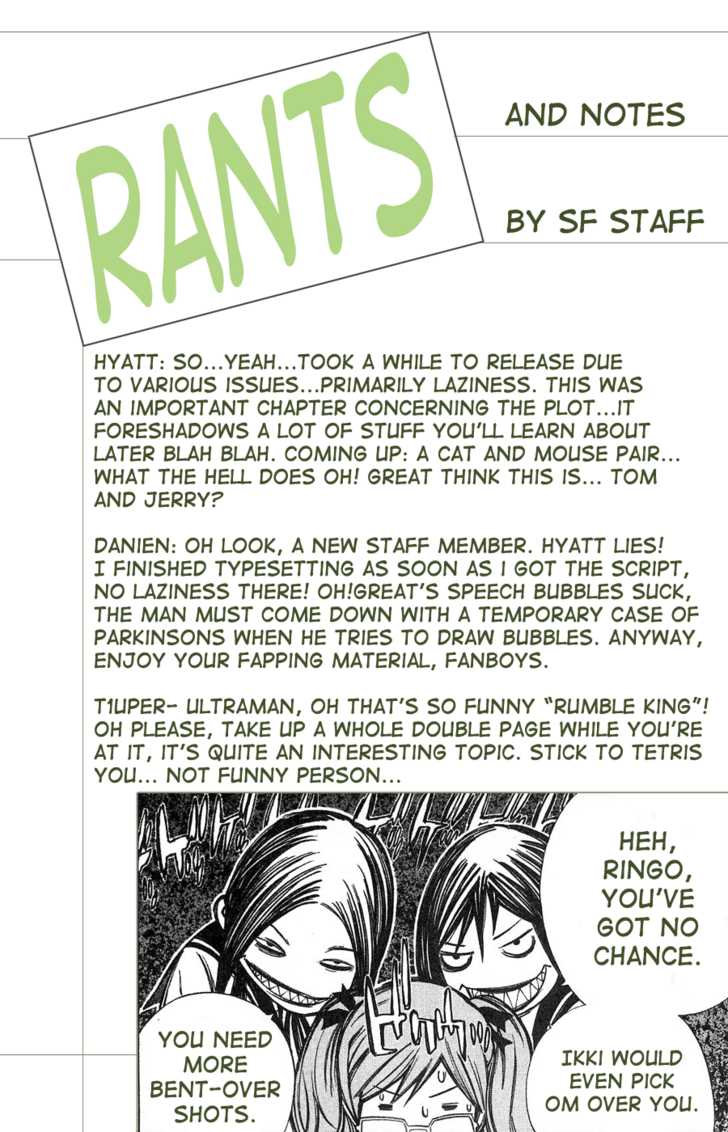 RANTS
AND NOTES
BY SF STAFF
HYATT: SO...YEAH...TOOK A WHILE TO RELEASE DUE
TO VARIOUS ISSUES...PRIMARILY LAZINESS. THIS WAS
AN IMPORTANT CHAPTER CONCERNING THE PLOT...IT
FORESHADOWS A LOT OF STUFF YOU'LL LEARN ABOUT
LATER BLAH BLAH. COMING UP: A CAT AND MOUSE PAIR...
WHAT THE HELL DOES OH! GREAT THINK THIS IS... TOM
AND JERRY?
DANIEN: OH LOOK, A NEW STAFF MEMBER. HYATT LIES!
I FINISHED TYPESETTING AS SOON AS I GOT THE SCRIPT,
NO LAZINESS THERE! OH!GREAT'S SPEECH BUBBLES SUCK,
THE MAN MUST COME DOWN WITH A TEMPORARY CASE OF
PARKINSONS WHEN HE TRIES TO DRAW BUBBLES. ANYWAY,
ENJOY YOUR FAPPING MATERIAL, FANBOYS.
T1UPER- ULTRAMAN, OH THAT'S SO FUNNY "RUMBLE KING"!
OH PLEASE, TAKE UP A WHOLE DOUBLE PAGE WHILE YOU'RE
AT IT, IT'S QUITE AN INTERESTING TOPIC. STICK TO TETRIS
YOU... NOT FUNNY PERSON...
HEH,
RINGO,
YOU'VE
GOT NO
CHANCE.
YOU NEED
MORE
BENT-OVER
SHOTS.
IKKI WOULD
EVEN PICK
OM OVER YOU.